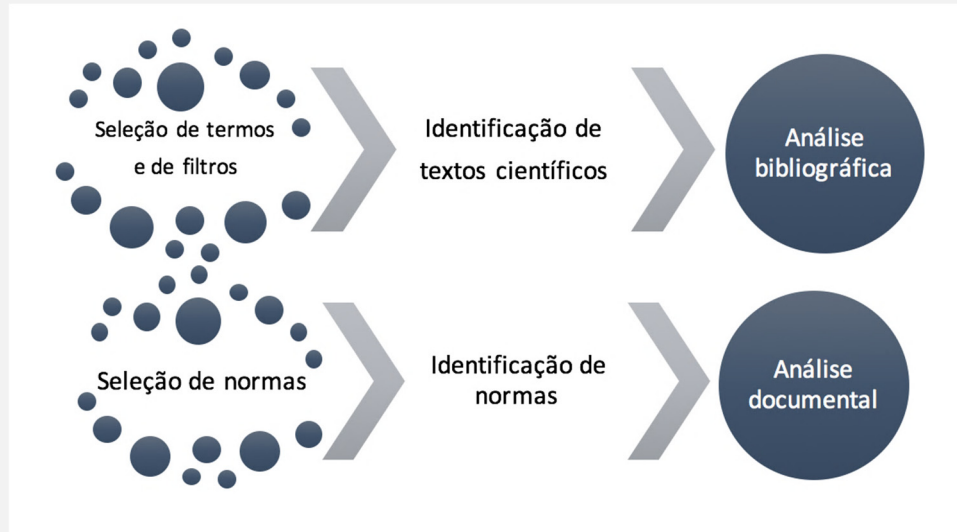 Seleção de termos
e de filtros
Identificação de
textos científicos
Análise
bibliográfica
Seleção de normas
Identificação de
normas
Análise
documental